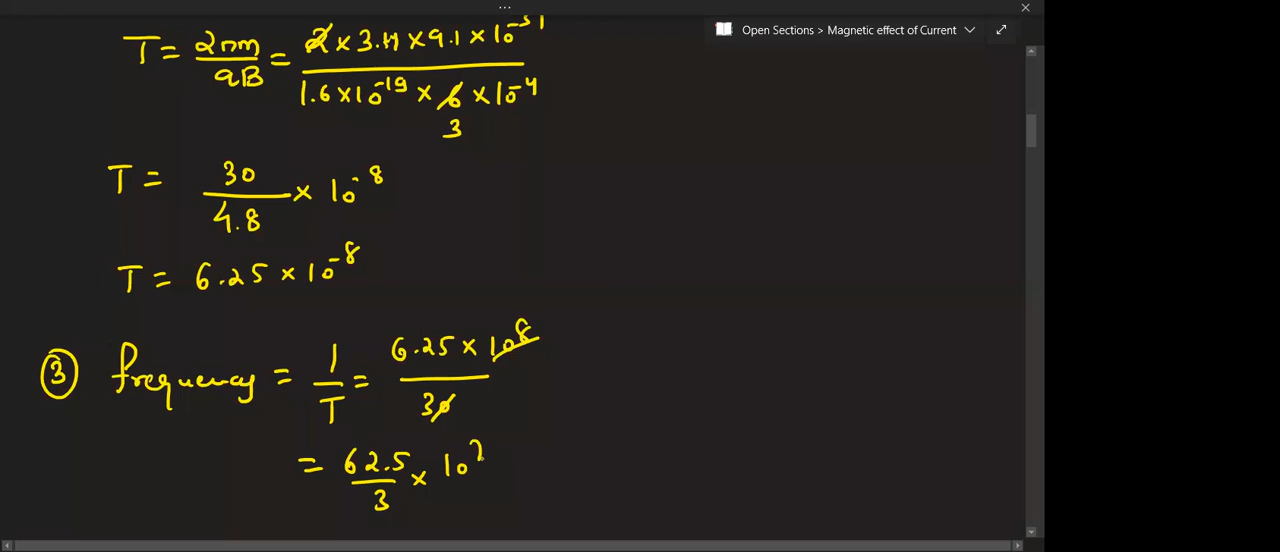 Open Sections > Magnetic effect of Current
T = 2πm / qB = 2 × 3.14 × 9.1 × 10⁻³¹ / 1.6 × 10⁻¹⁹ × 6 × 10⁻⁴
3
T = 30 / 4.8 × 10⁻⁸
T = 6.25 × 10⁻⁸
③ frequency = 1 / T = 6.25 × 10⁸ / 30
= 62.5 / 3 × 10⁷